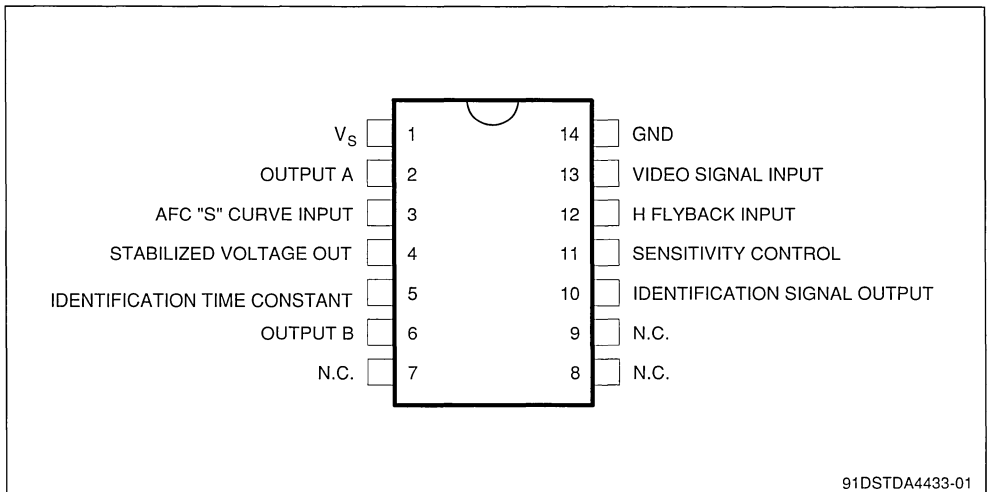 V_S 1 14 GND
OUTPUT A 2 13 VIDEO SIGNAL INPUT
AFC "S" CURVE INPUT 3 12 H FLYBACK INPUT
STABILIZED VOLTAGE OUT 4 11 SENSITIVITY CONTROL
IDENTIFICATION TIME CONSTANT 5 10 IDENTIFICATION SIGNAL OUTPUT
OUTPUT B 6 9 N.C.
N.C. 7 8 N.C.
91DSTDA4433-01